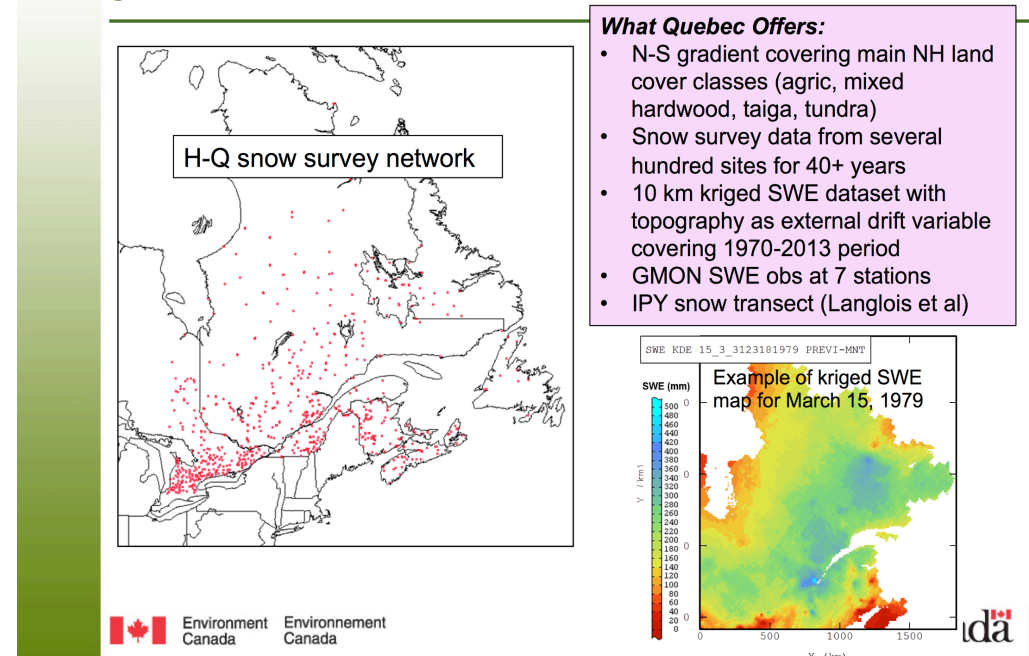 What Quebec Offers:
• N-S gradient covering main NH land
cover classes (agric, mixed
hardwood, taiga, tundra)
• Snow survey data from several
hundred sites for 40+ years
• 10 km kriged SWE dataset with
topography as external drift variable
covering 1970-2013 period
• GMON SWE obs at 7 stations
• IPY snow transect (Langlois et al)
H-Q snow survey network
SWE KDE 15_3_3123181979 PREVI-MNT
Example of kriged SWE
map for March 15, 1979
SWE (mm)
500
480
460
440
420
400
380
360
340
320
300
280
260
240
220
200
180
160
140
120
100
80
60
40
20
0
Y (km)
0
0
0
0
0 500 1000 1500
Environment Environnement
Canada Canada